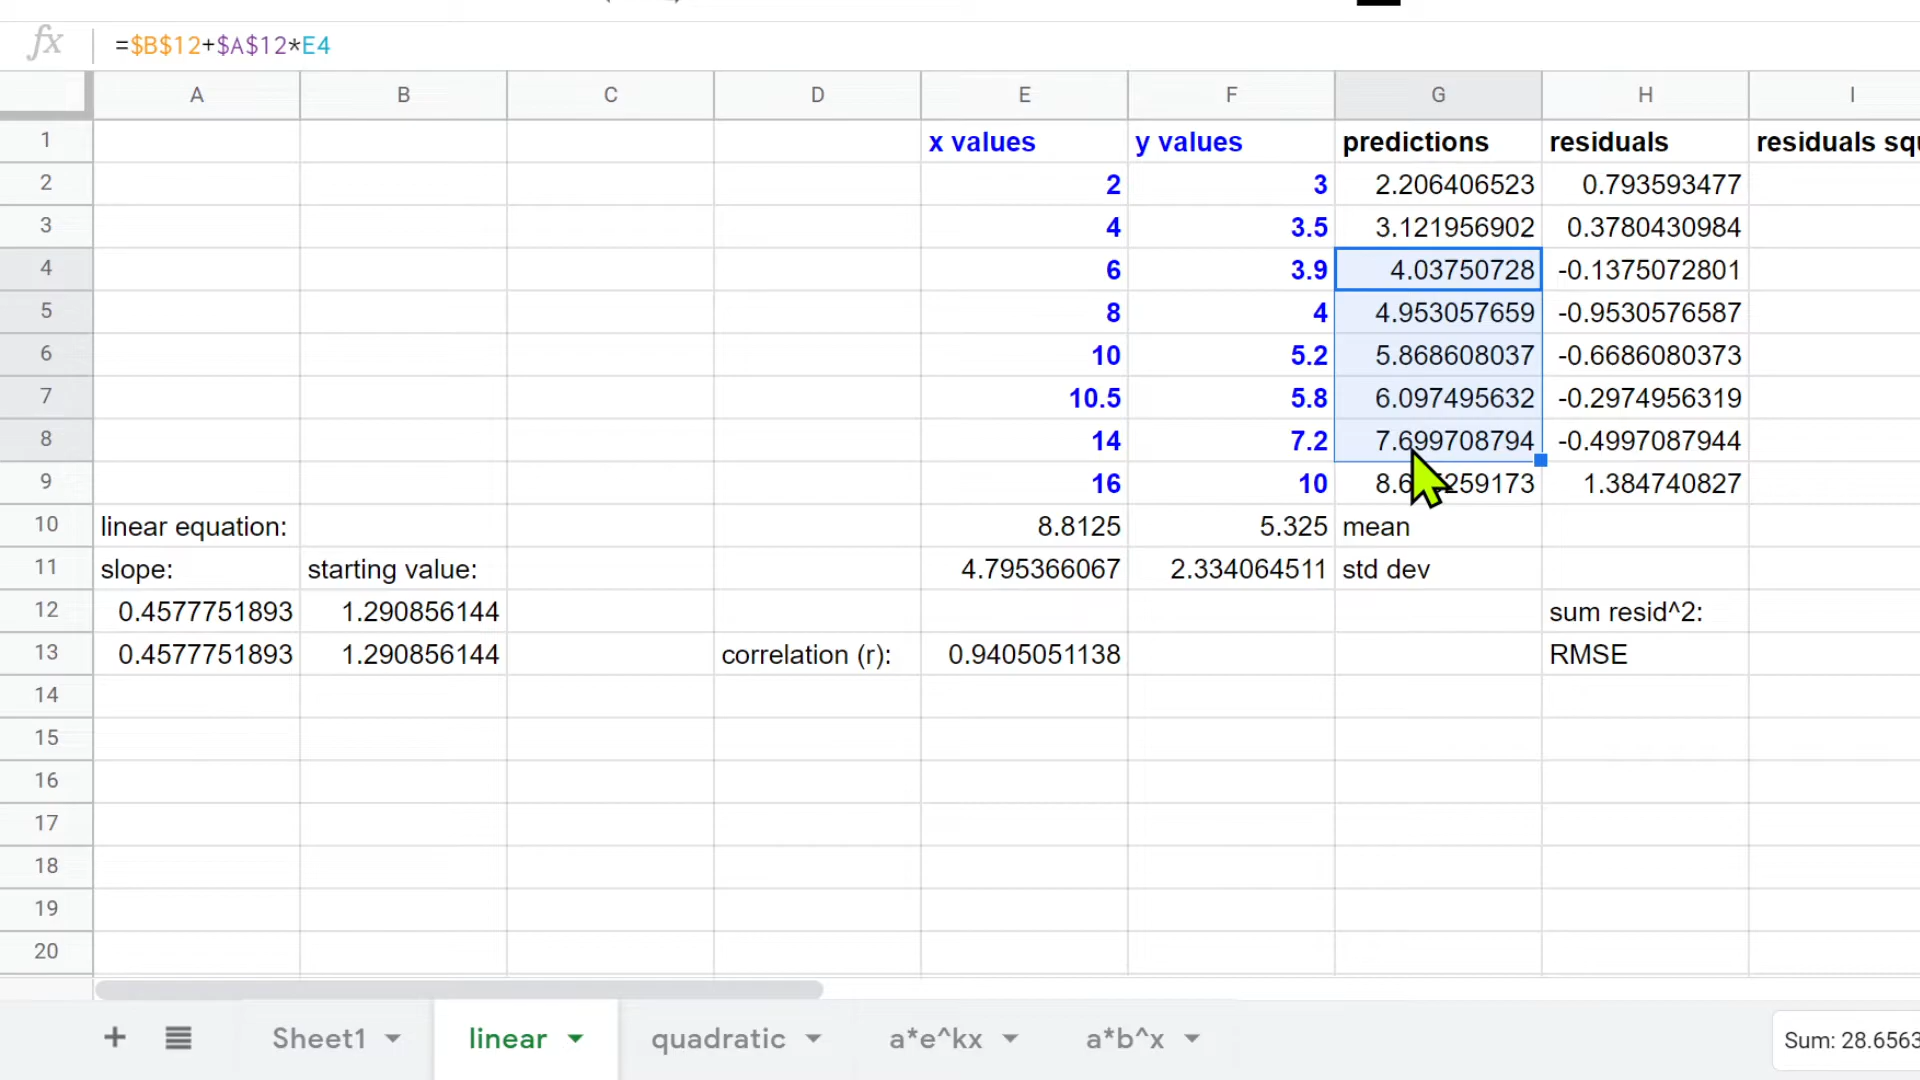 fx =$B$12+$A$12*E4
A B C D E F G H I
1 x values y values predictions residuals residuals squ
2 2 3 2.206406523 0.793593477
3 4 3.5 3.121956902 0.3780430984
4 6 3.9 4.03750728 -0.1375072801
5 8 4 4.953057659 -0.9530576587
6 10 5.2 5.868608037 -0.6686080373
7 10.5 5.8 6.097495632 -0.2974956319
8 14 7.2 7.699708794 -0.4997087944
9 16 10 1.384740827
10 linear equation: 8.8125 5.325 mean
11 slope: starting value: 4.795366067 2.334064511 std dev
12 0.4577751893 1.290856144 sum resid^2:
13 0.4577751893 1.290856144 correlation (r): 0.9405051138 RMSE
14
15
16
17
18
19
20
+ Sheet1 linear quadratic a*e^kx a*b^x Sum: 28.6563